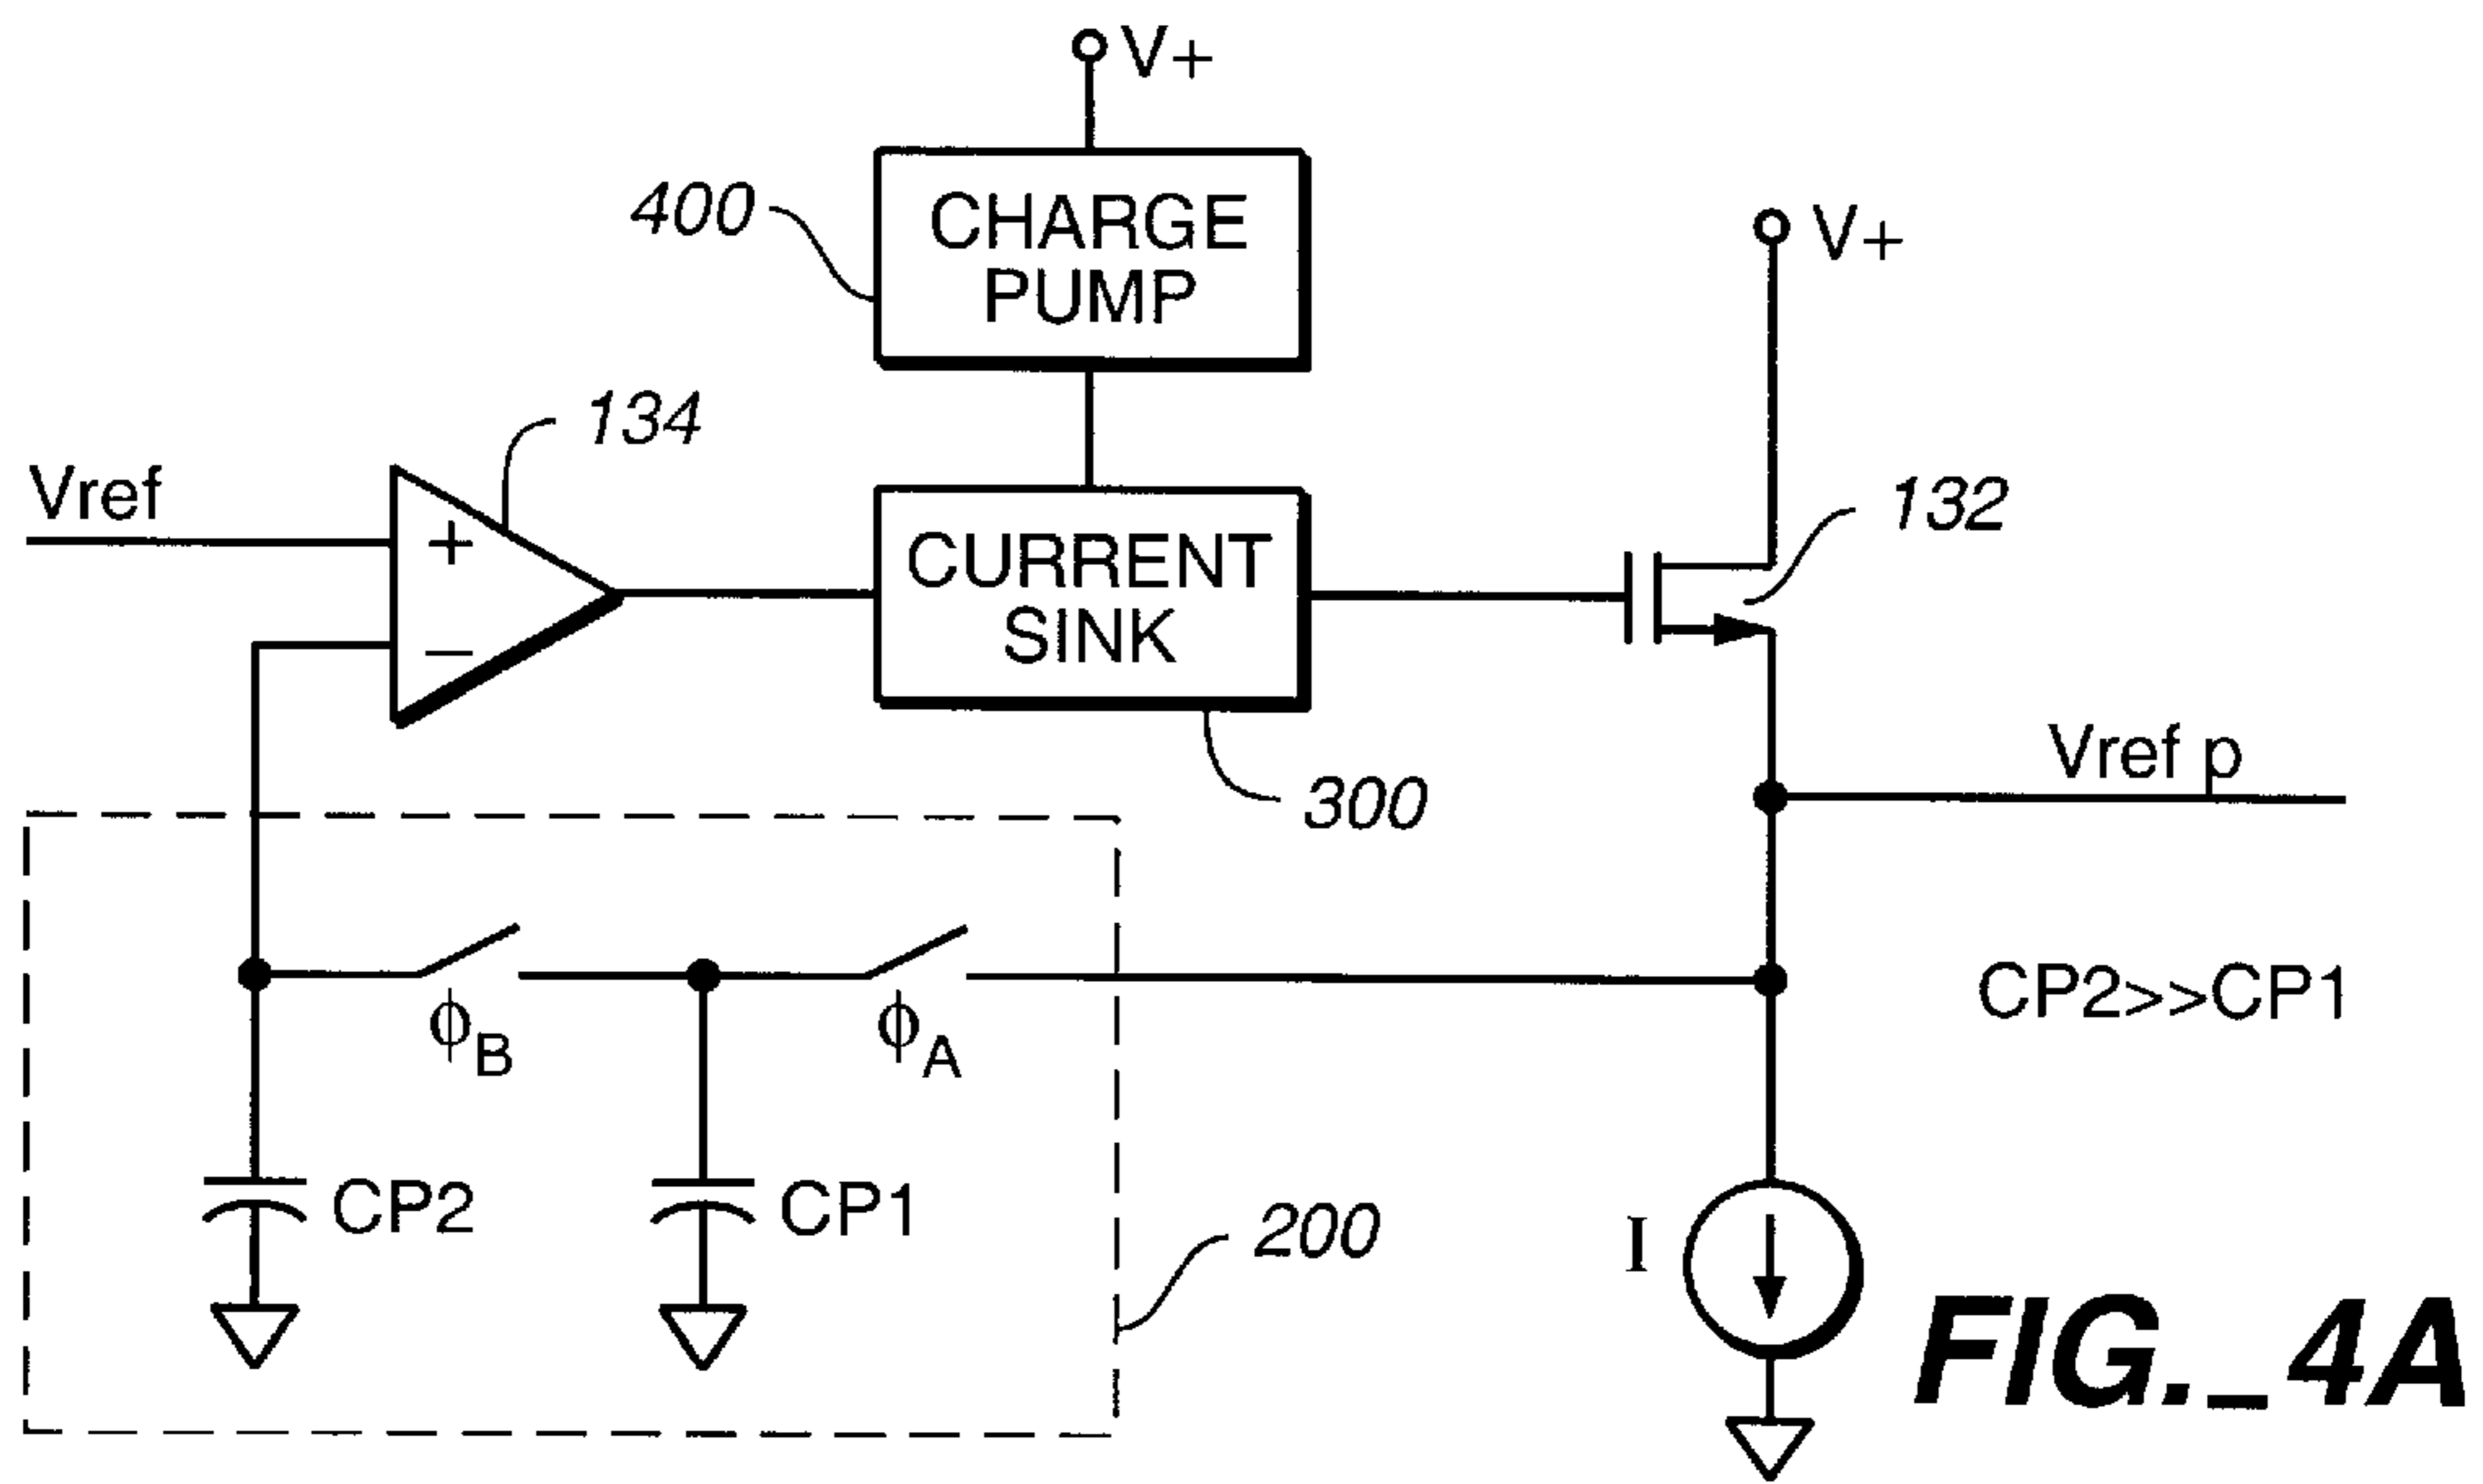 V+
400
CHARGE
PUMP
V+
134
Vref
+
−
CURRENT
SINK
132
300
Vref p
ϕB
ϕA
CP2>>CP1
CP2
CP1
200
I
FIG._4A